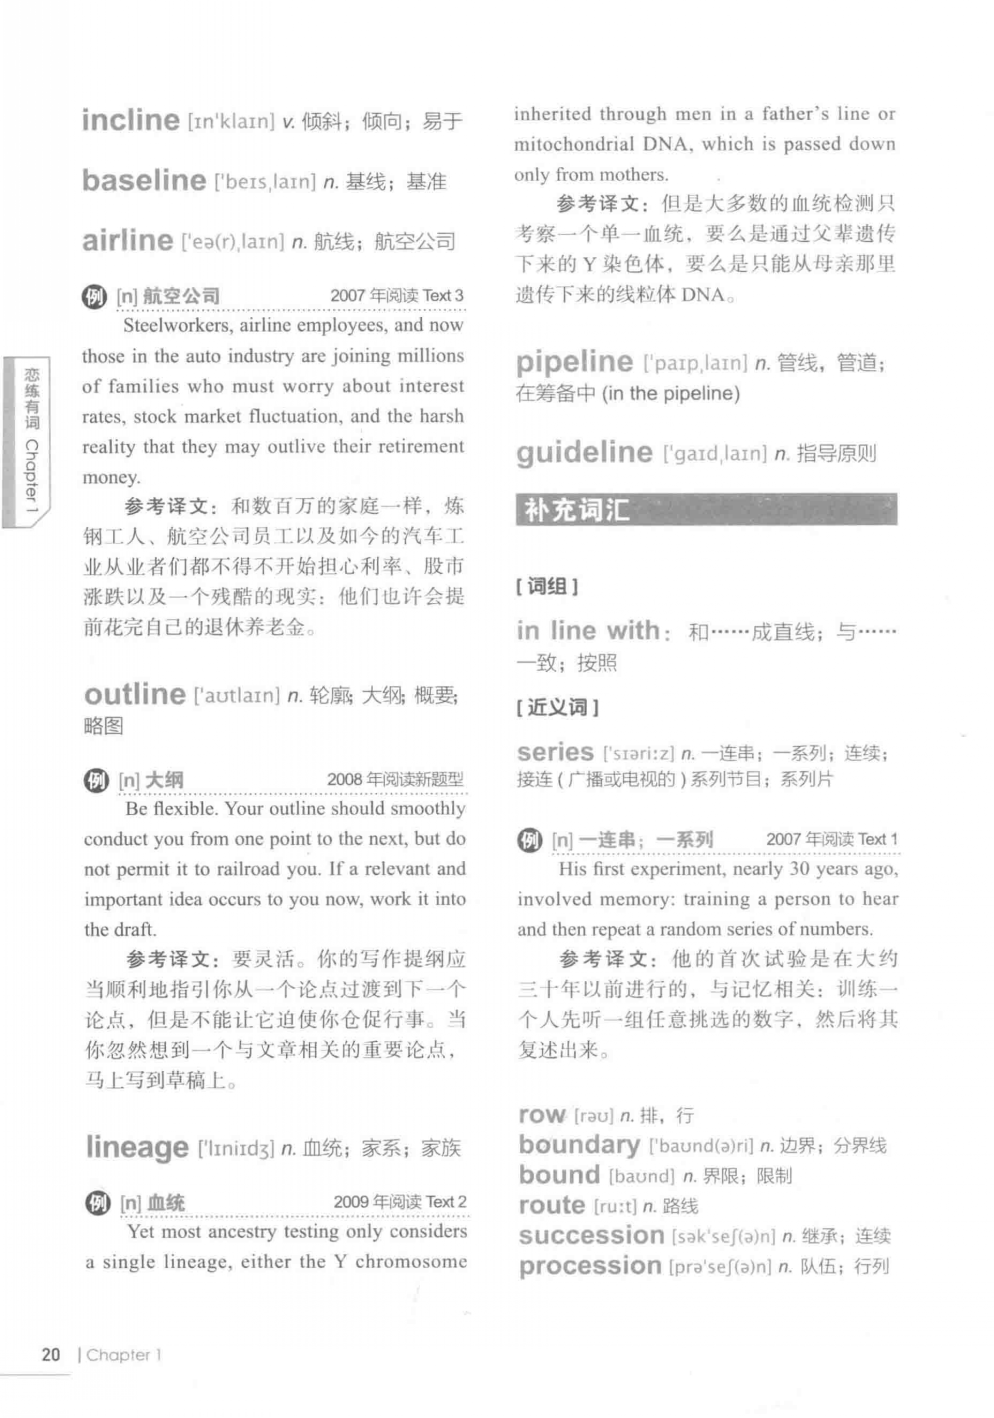 incline [ɪn'klaɪn] v. 倾斜；倾向；易于
baseline ['beɪsˌlaɪn] n. 基线；基准
airline ['eə(r)ˌlaɪn] n. 航线；航空公司
例 [n] 航空公司 2007 年阅读 Text 3
Steelworkers, airline employees, and now
those in the auto industry are joining millions
of families who must worry about interest
rates, stock market fluctuation, and the harsh
reality that they may outlive their retirement
money.
参考译文：和数百万的家庭一样，炼
钢工人、航空公司员工以及如今的汽车工
业从业者们都不得不开始担心利率、股市
涨跌以及一个残酷的现实：他们也许会提
前花完自己的退休养老金。
outline ['aʊtlaɪn] n. 轮廓；大纲；概要；
略图
例 [n] 大纲 2008 年阅读新题型
Be flexible. Your outline should smoothly
conduct you from one point to the next, but do
not permit it to railroad you. If a relevant and
important idea occurs to you now, work it into
the draft.
参考译文：要灵活。你的写作提纲应
当顺利地指引你从一个论点过渡到下一个
论点，但是不能让它迫使你仓促行事。当
你忽然想到一个与文章相关的重要论点，
马上写到草稿上。
lineage ['lɪniɪdʒ] n. 血统；家系；家族
例 [n] 血统 2009 年阅读 Text 2
Yet most ancestry testing only considers
a single lineage, either the Y chromosome
inherited through men in a father's line or
mitochondrial DNA, which is passed down
only from mothers.
参考译文：但是大多数的血统检测只
考察一个单一血统，要么是通过父辈遗传
下来的 Y 染色体，要么是只能从母亲那里
遗传下来的线粒体 DNA。
pipeline ['paɪpˌlaɪn] n. 管线，管道；
在筹备中 (in the pipeline)
guideline ['gaɪdˌlaɪn] n. 指导原则
补充词汇
[ 词组 ]
in line with： 和……成直线；与……
一致；按照
[ 近义词 ]
series ['sɪəri:z] n. 一连串；一系列；连续；
接连 ( 广播或电视的 ) 系列节目；系列片
例 [n] 一连串；一系列 2007 年阅读 Text 1
His first experiment, nearly 30 years ago,
involved memory: training a person to hear
and then repeat a random series of numbers.
参考译文：他的首次试验是在大约
三十年以前进行的，与记忆相关：训练一
个人先听一组任意挑选的数字，然后将其
复述出来。
row [rəʊ] n. 排，行
boundary ['baʊnd(ə)ri] n. 边界；分界线
bound [baʊnd] n. 界限；限制
route [ru:t] n. 路线
succession [sək'seʃ(ə)n] n. 继承；连续
procession [prə'seʃ(ə)n] n. 队伍；行列
恋练有词 Chapter 1
20 | Chapter 1